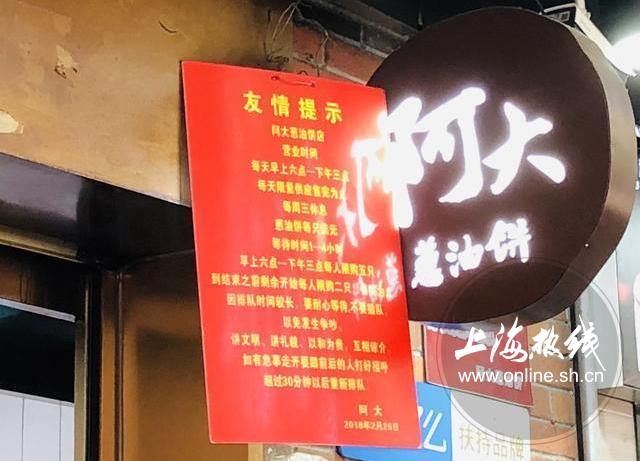 友情提示
阿大葱油饼店
营业时间
每天早上六点一下午三点
每天限量供应售完为止
每周三休息
葱油饼每只
等待时间1-4小时
早上六点一下午三点每人限购五只
到结束之前剩余开始每人限购二只
因排队时间较长、要耐心等待,不要插队、
以免发生争吵、
讲文明、讲礼貌、以和为贵、互相谅介、
如有急事走开要跟前后的人打好招呼
超过30分钟以后重新排队
阿大
2018年2月26日
阿大
葱油饼
上海热线
www.online.sh.cn
扶持品牌